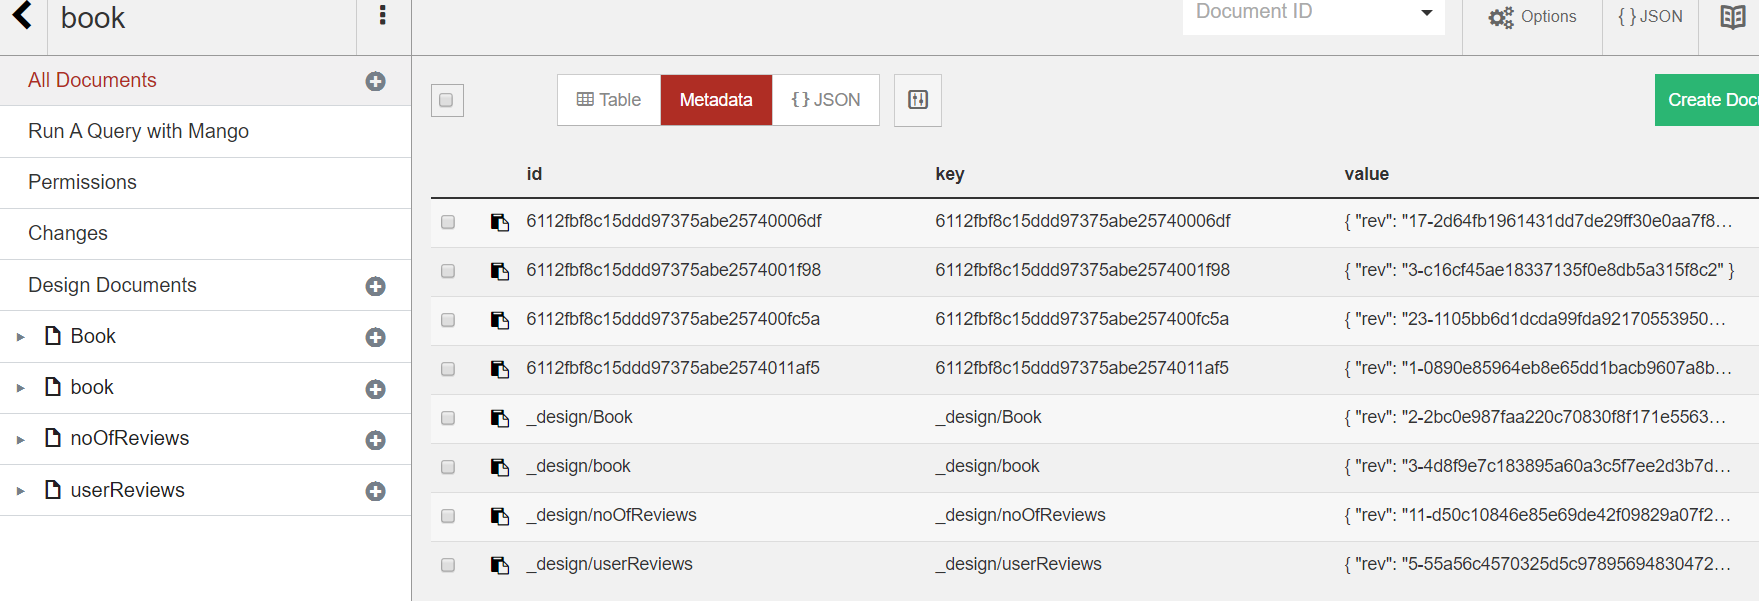 book
Document ID
Options
{ } JSON
All Documents
Run A Query with Mango
Permissions
Changes
Design Documents
Book
book
noOfReviews
userReviews
Table
Metadata
{ } JSON
Create Doc
id key value
6112fbf8c15ddd97375abe25740006df 6112fbf8c15ddd97375abe25740006df { "rev": "17-2d64fb1961431dd7de29ff30e0aa7f8...
6112fbf8c15ddd97375abe2574001f98 6112fbf8c15ddd97375abe2574001f98 { "rev": "3-c16cf45ae18337135f0e8db5a315f8c2" }
6112fbf8c15ddd97375abe257400fc5a 6112fbf8c15ddd97375abe257400fc5a { "rev": "23-1105bb6d1dcda99fda92170553950...
6112fbf8c15ddd97375abe2574011af5 6112fbf8c15ddd97375abe2574011af5 { "rev": "1-0890e85964eb8e65dd1bacb9607a8b...
_design/Book _design/Book { "rev": "2-2bc0e987faa220c70830f8f171e5563...
_design/book _design/book { "rev": "3-4d8f9e7c183895a60a3c5f7ee2d3b7d...
_design/noOfReviews _design/noOfReviews { "rev": "11-d50c10846e85e69de42f09829a07f2...
_design/userReviews _design/userReviews { "rev": "5-55a56c4570325d5c97895694830472...